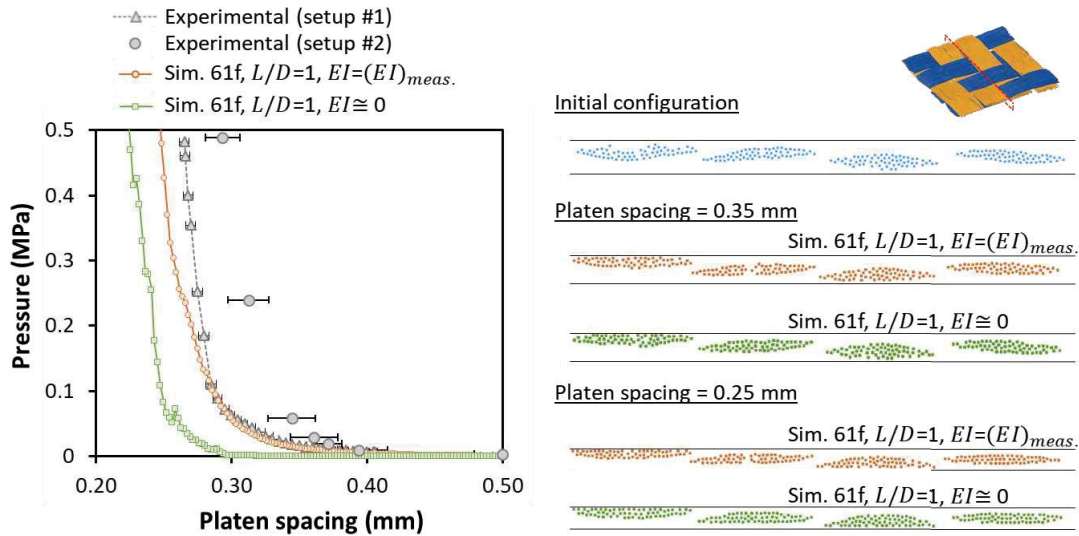 Experimental (setup #1)
Experimental (setup #2)
Sim. 61f, L/D=1, EI=(EI)meas.
Sim. 61f, L/D=1, EI≅ 0
0.5
0.4
0.3
0.2
0.1
0
Pressure (MPa)
0.20
0.30
0.40
0.50
Platen spacing (mm)
Initial configuration
Platen spacing = 0.35 mm
Sim. 61f, L/D=1, EI=(EI)meas.
Sim. 61f, L/D=1, EI≅ 0
Platen spacing = 0.25 mm
Sim. 61f, L/D=1, EI=(EI)meas.
Sim. 61f, L/D=1, EI≅ 0